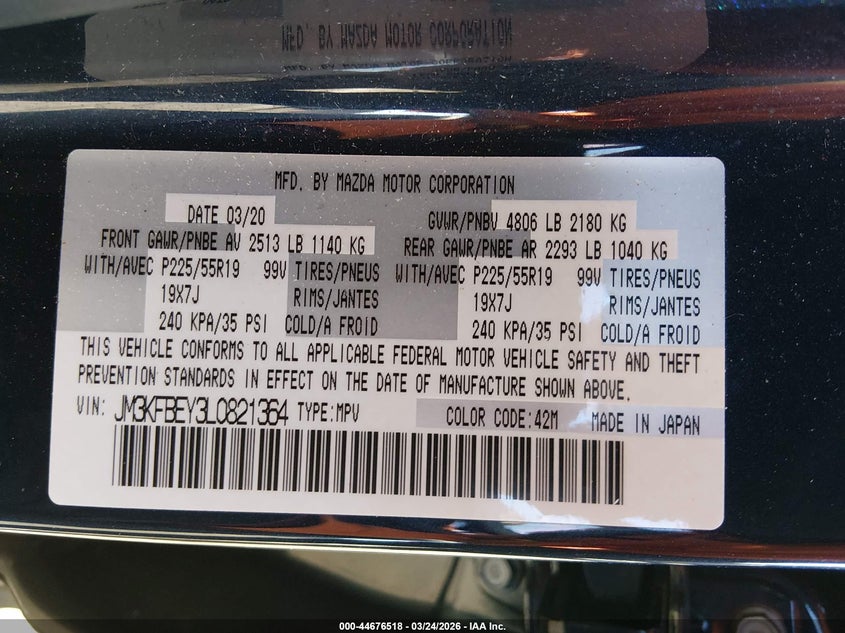 MFD. BY MAZDA MOTOR CORPORATION
MFD. BY MAZDA MOTOR CORPORATION
DATE 03/20 GVWR/PNBV 4806 LB 2180 KG
FRONT GAWR/PNBE AV 2513 LB 1140 KG REAR GAWR/PNBE AR 2293 LB 1040 KG
WITH/AVEC P225/55R19 99V TIRES/PNEUS WITH/AVEC P225/55R19 99V TIRES/PNEUS
19X7J RIMS/JANTES 19X7J RIMS/JANTES
240 KPA/35 PSI COLD/A FROID 240 KPA/35 PSI COLD/A FROID
THIS VEHICLE CONFORMS TO ALL APPLICABLE FEDERAL MOTOR VEHICLE SAFETY AND THEFT
PREVENTION STANDARDS IN EFFECT ON THE DATE OF MANUFACTURE SHOWN ABOVE.
VIN: JM3KFBEY3L0821364 TYPE:MPV COLOR CODE:42M MADE IN JAPAN
000-44676518 - 03/24/2026 - IAA Inc.